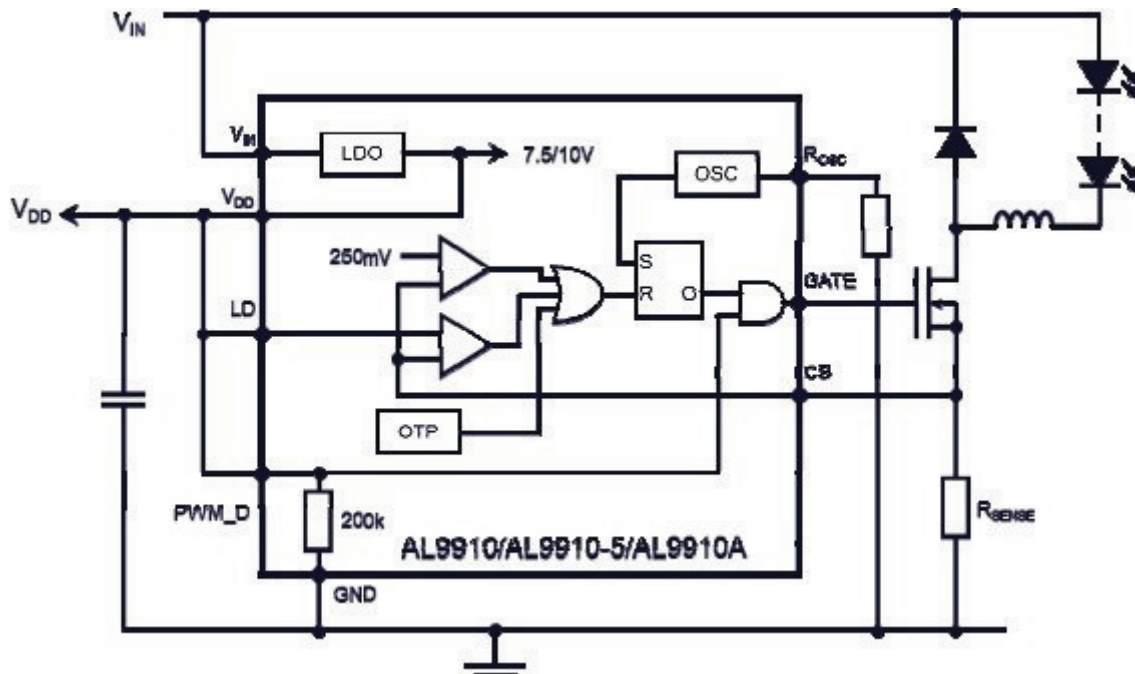 VIN
VIN
LDO
7.5/10V
OSC
ROSC
VDD
VDD
250mV
S
R
Q
GATE
LD
CS
OTP
PWM_D
200k
RSENSE
AL9910/AL9910-5/AL9910A
GND